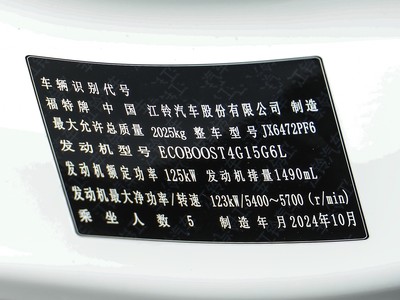 车辆识别代号
福特牌 中国 江铃汽车股份有限公司 制造
最大允许总质量 2025kg 整车型号 JX6472PF6
发动机型号 ECOBOOST4G15G6L
发动机额定功率 125kW 发动机排量 1490mL
发动机最大净功率/转速 123kW/5400~5700(r/min)
乘坐人数 5 制造年月 2024年10月